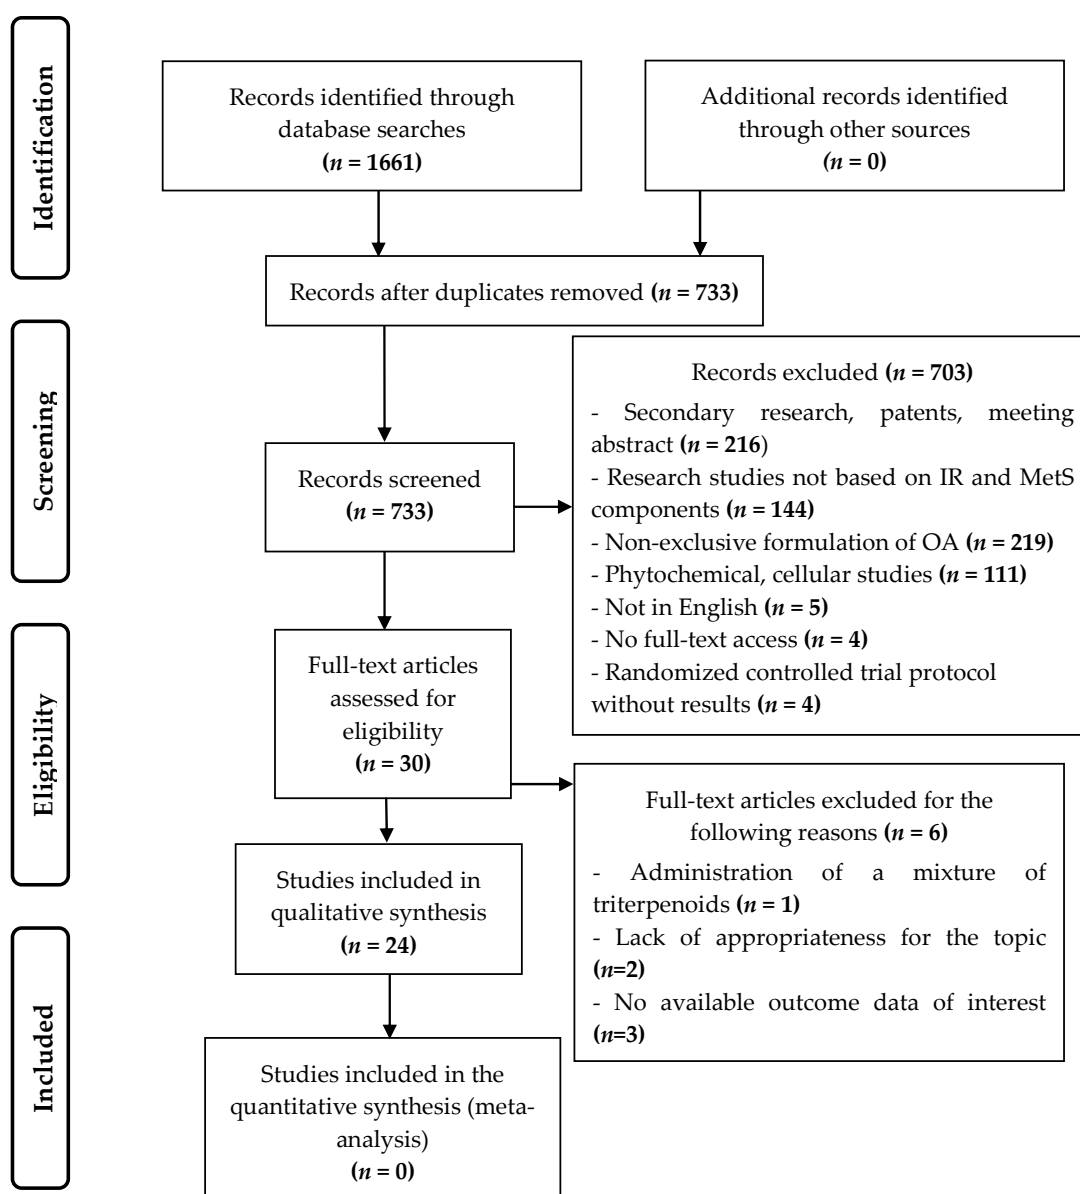 Identification
Records identified through
database searches
(n = 1661)
Additional records identified
through other sources
(n = 0)
Records after duplicates removed (n = 733)
Screening
Records screened
(n = 733)
Records excluded (n = 703)
- Secondary research, patents, meeting
abstract (n = 216)
- Research studies not based on IR and MetS
components (n = 144)
- Non-exclusive formulation of OA (n = 219)
- Phytochemical, cellular studies (n = 111)
- Not in English (n = 5)
- No full-text access (n = 4)
- Randomized controlled trial protocol
without results (n = 4)
Eligibility
Full-text articles
assessed for
eligibility
(n = 30)
Full-text articles excluded for the
following reasons (n = 6)
- Administration of a mixture of
triterpenoids (n = 1)
- Lack of appropriateness for the topic
(n=2)
- No available outcome data of interest
(n=3)
Studies included in
qualitative synthesis
(n = 24)
Included
Studies included in the
quantitative synthesis (meta-
analysis)
(n = 0)